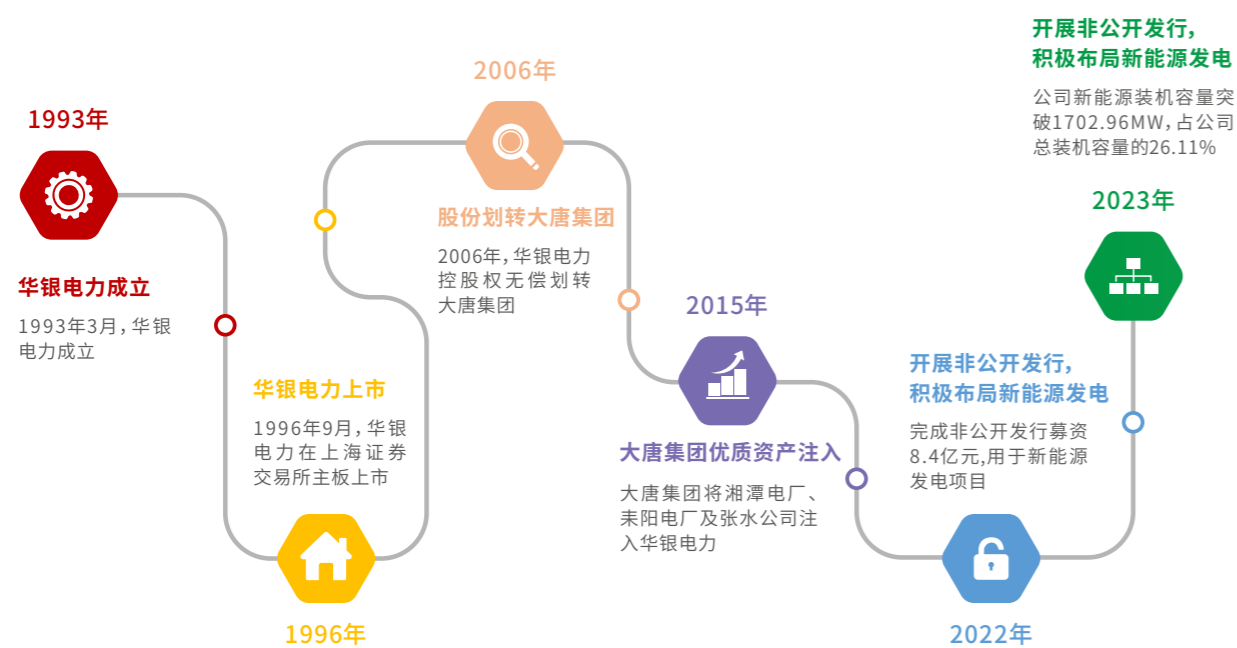 1993年
华银电力成立
1993年3月，华银
电力成立
华银电力上市
1996年9月，华银
电力在上海证券
交易所主板上市
1996年
2006年
股份划转大唐集团
2006年，华银电力
控股权无偿划转
大唐集团
2015年
大唐集团优质资产注入
大唐集团将湘潭电厂、
耒阳电厂及张水公司注
入华银电力
开展非公开发行，
积极布局新能源发电
完成非公开发行募资
8.4亿元,用于新能源
发电项目
2022年
开展非公开发行，
积极布局新能源发电
公司新能源装机容量突
破1702.96MW，占公司
总装机容量的26.11%
2023年